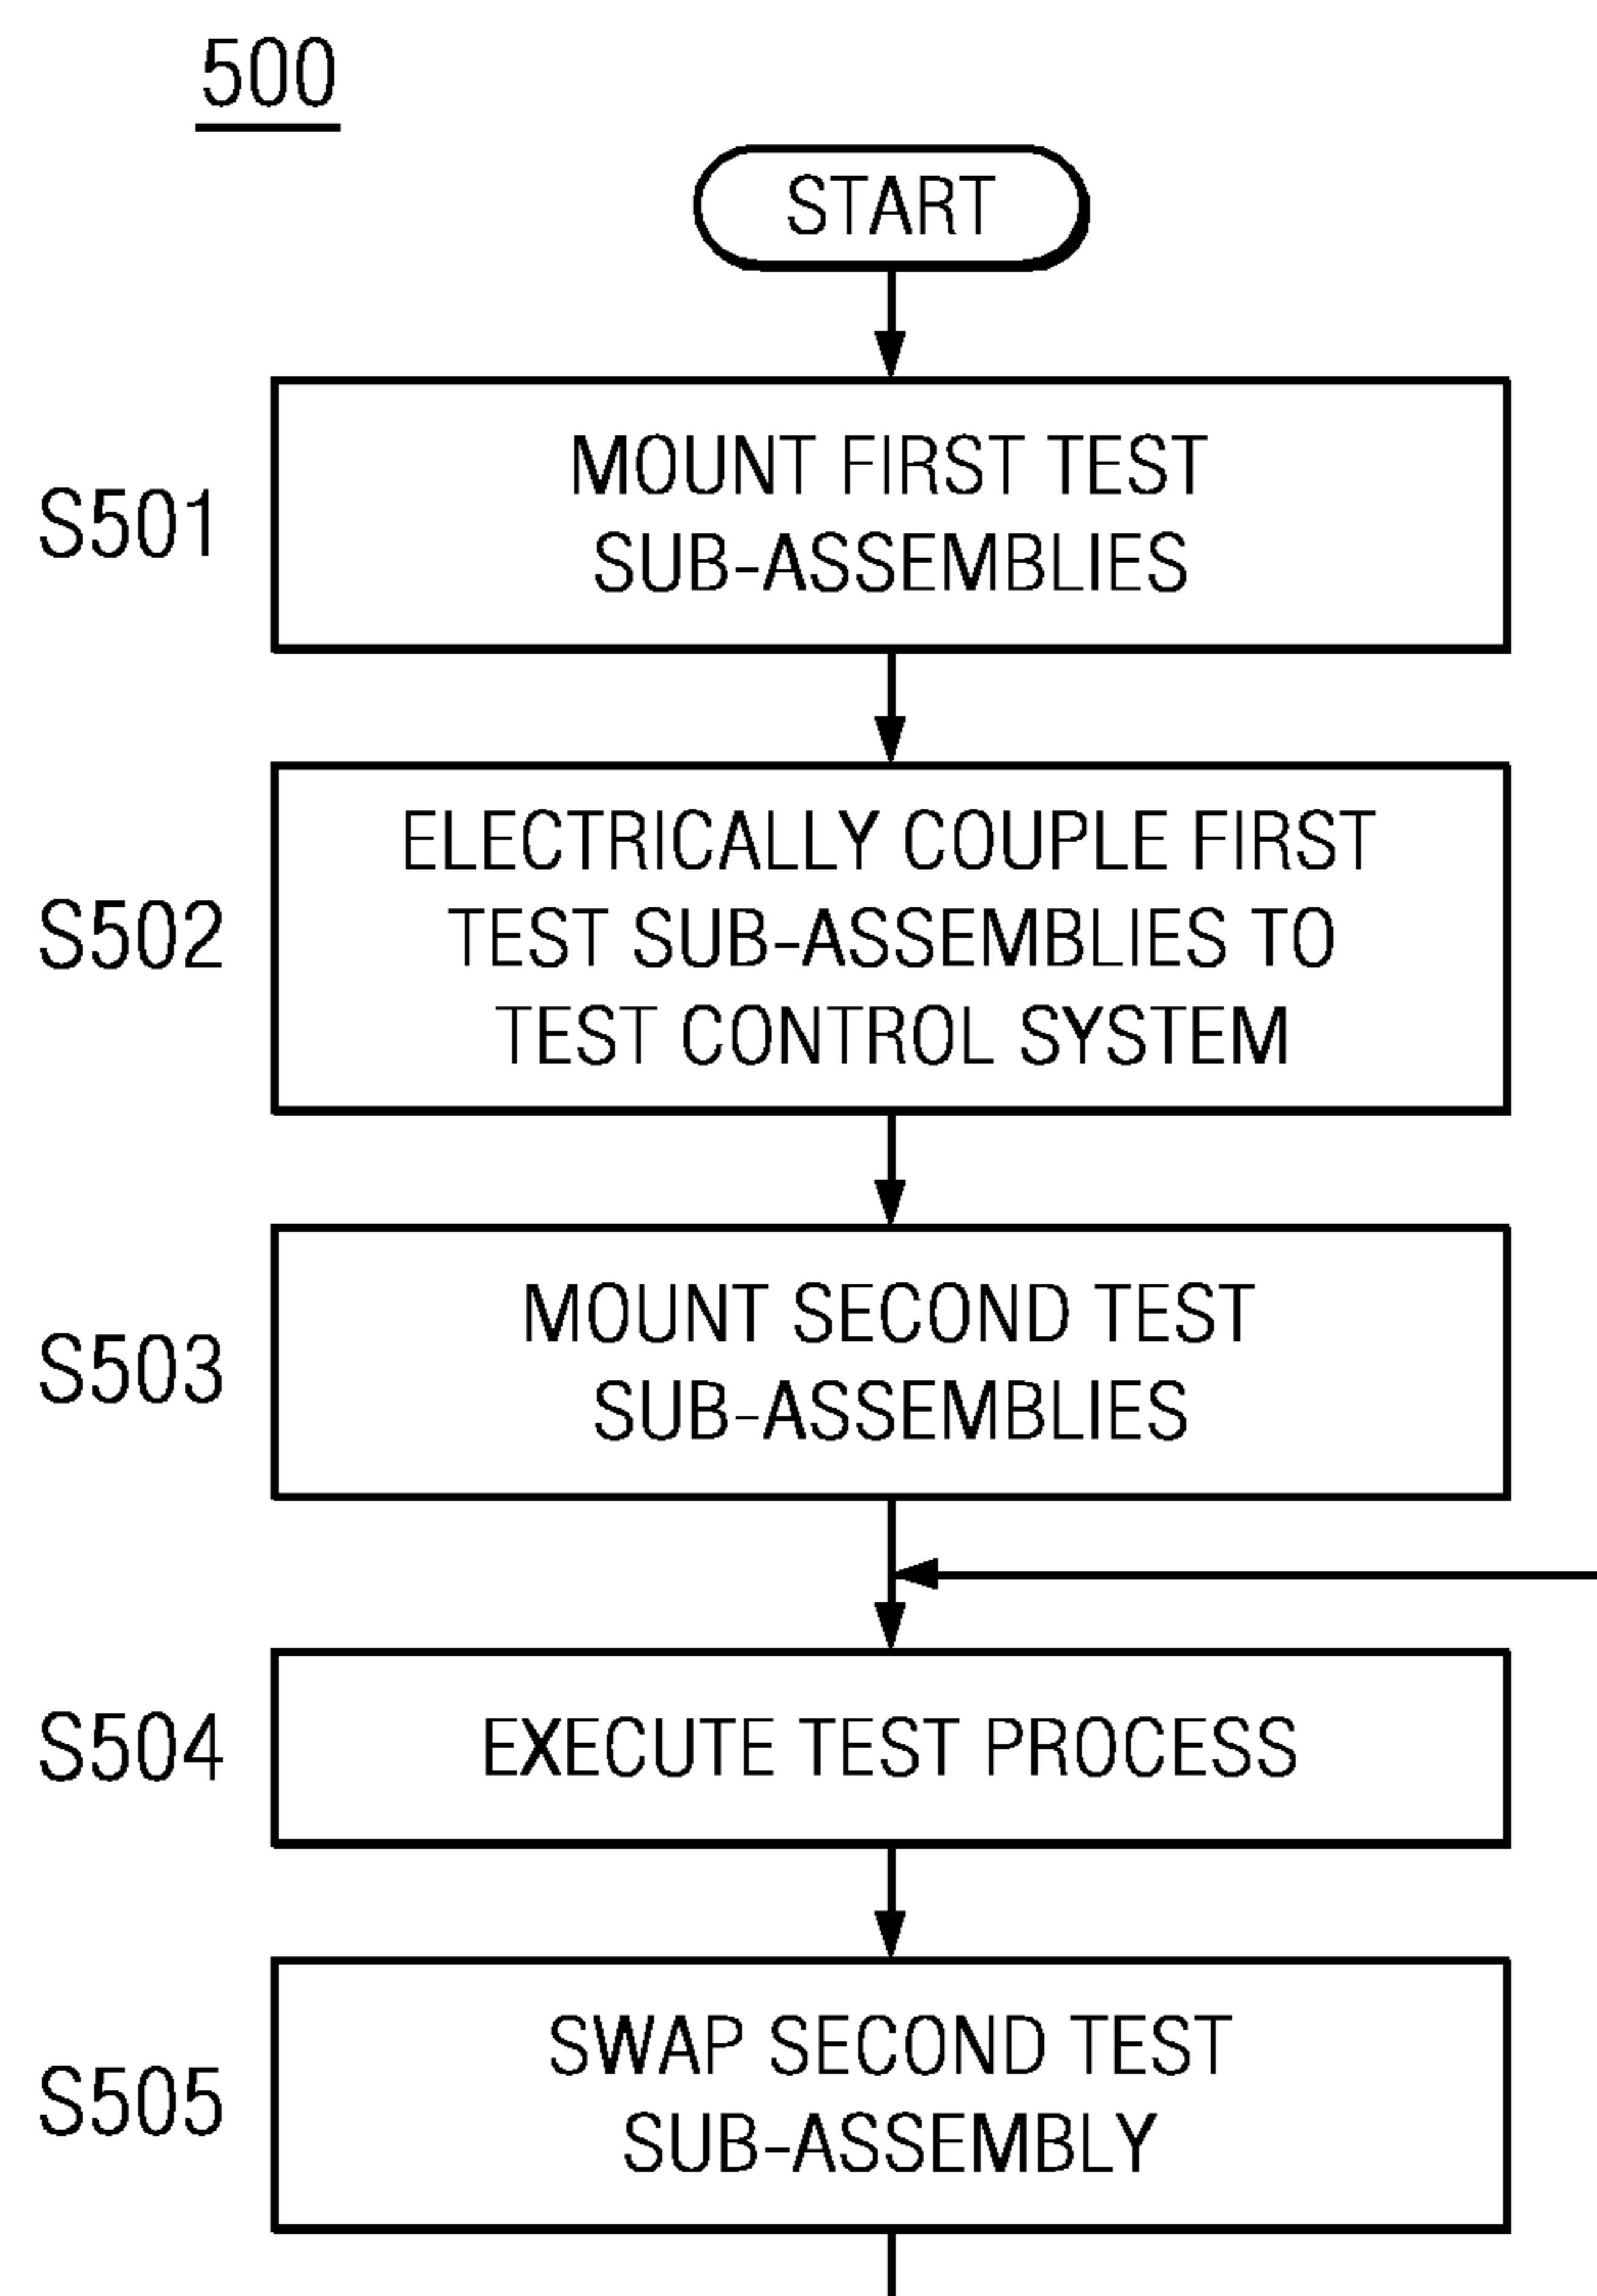 500
START
S501
MOUNT FIRST TEST
SUB-ASSEMBLIES
S502
ELECTRICALLY COUPLE FIRST
TEST SUB-ASSEMBLIES TO
TEST CONTROL SYSTEM
S503
MOUNT SECOND TEST
SUB-ASSEMBLIES
S504
EXECUTE TEST PROCESS
S505
SWAP SECOND TEST
SUB-ASSEMBLY